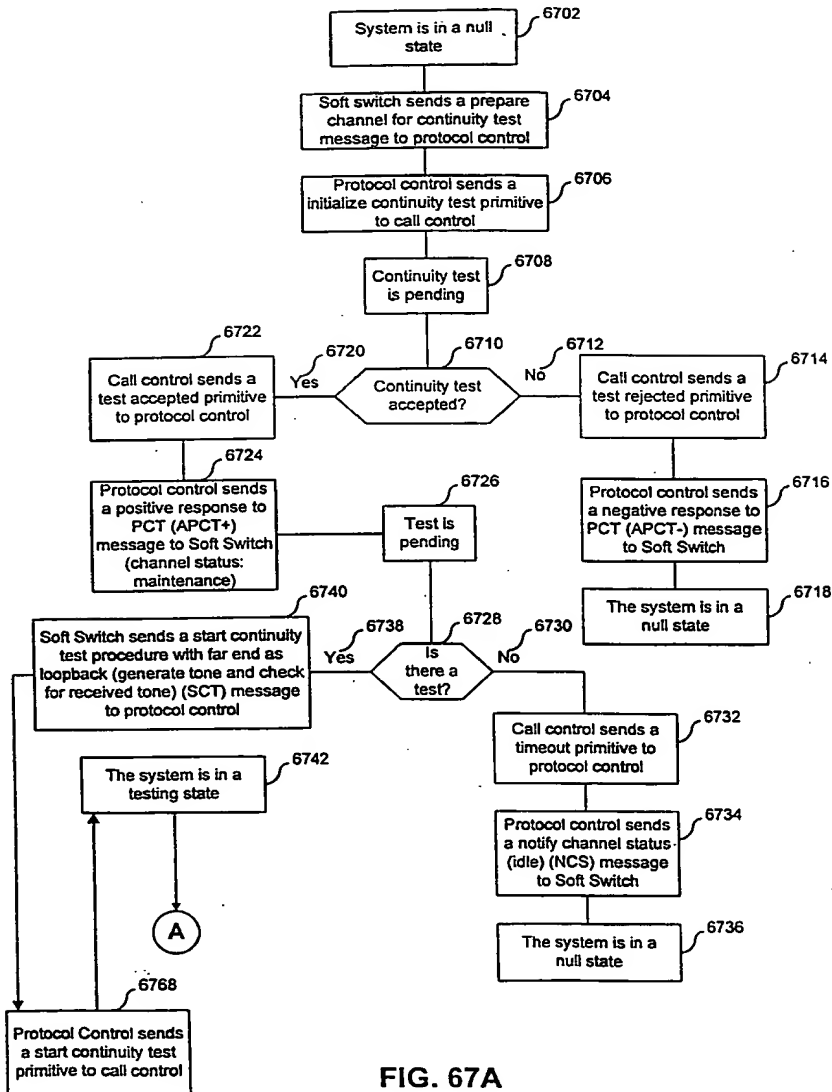 6702
System is in a null
state
6704
Soft switch sends a prepare
channel for continuity test
message to protocol control
6706
Protocol control sends a
initialize continuity test primitive
to call control
6708
Continuity test
is pending
6722
Call control sends a
test accepted primitive
to protocol control
6720
Yes
6710
Continuity test
accepted?
6712
No
6714
Call control sends a
test rejected primitive
to protocol control
6724
Protocol control sends
a positive response to
PCT (APCT+)
message to Soft Switch
(channel status:
maintenance)
6726
Test is
pending
6716
Protocol control sends
a negative response to
PCT (APCT-) message
to Soft Switch
6718
The system is in a
null state
6740
Soft Switch sends a start continuity
test procedure with far end as
loopback (generate tone and check
for received tone) (SCT) message
to protocol control
6738
Yes
6728
Is
there a
test?
6730
No
6732
Call control sends a
timeout primitive to
protocol control
6742
The system is in a
testing state
6734
Protocol control sends
a notify channel status
(idle) (NCS) message
to Soft Switch
A
6736
The system is in a
null state
6768
Protocol Control sends
a start continuity test
primitive to call control
FIG. 67A